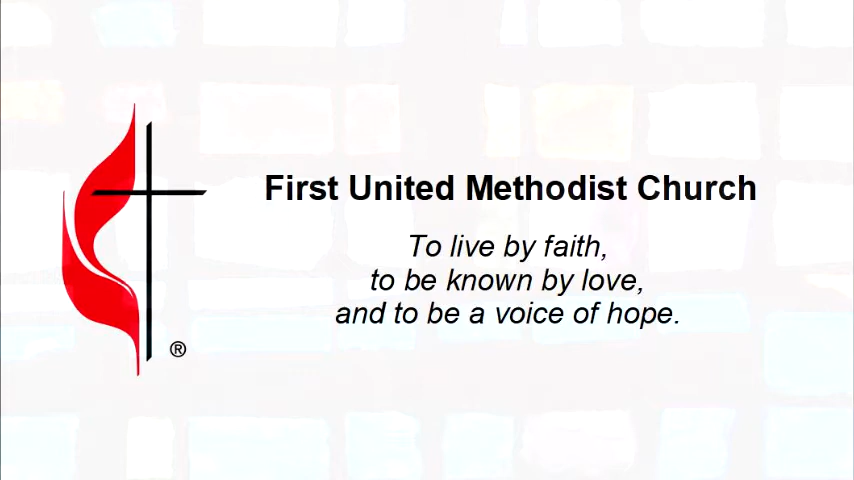 First United Methodist Church
To live by faith,
to be known by love,
and to be a voice of hope.
®